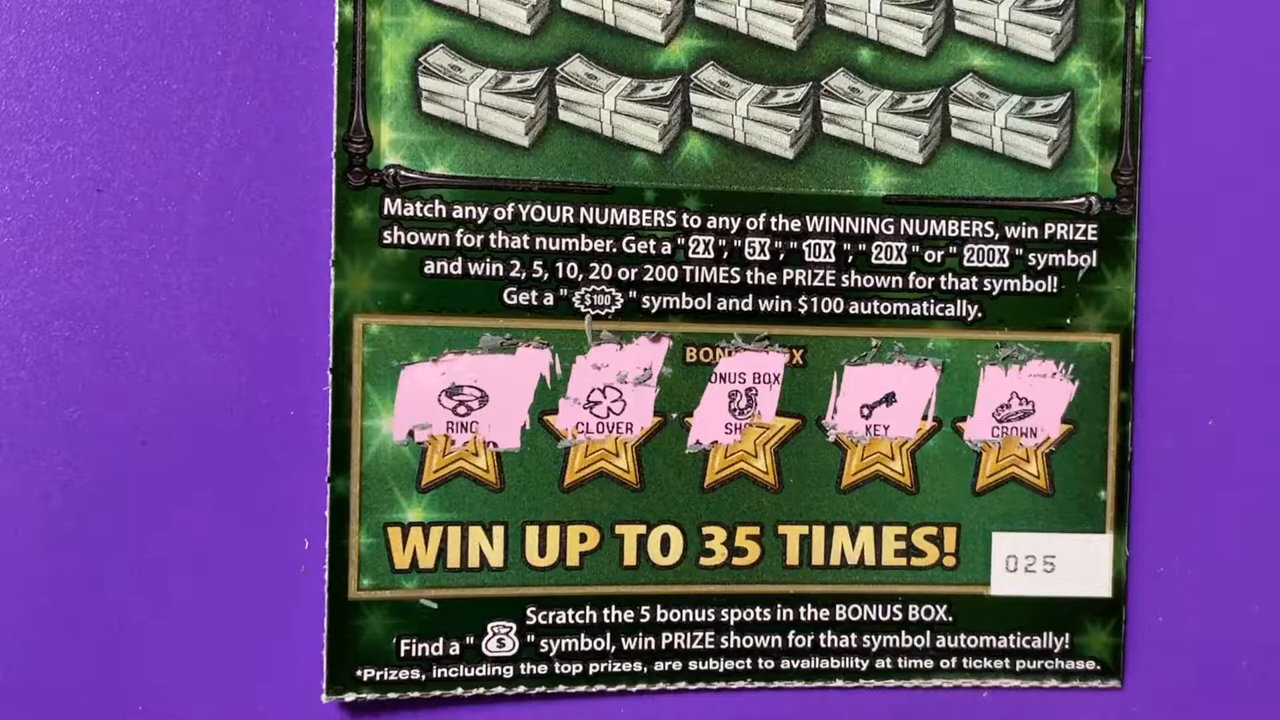 Match any of YOUR NUMBERS to any of the WINNING NUMBERS, win PRIZE
shown for that number. Get a "2X", "5X", "10X", "20X" or "200X" symbol
and win 2, 5, 10, 20 or 200 TIMES the PRIZE shown for that symbol!
Get a "$100" symbol and win $100 automatically.
ONUS BOX
RING CLOVER SHO KEY CROWN
WIN UP TO 35 TIMES!
025
Scratch the 5 bonus spots in the BONUS BOX.
Find a "$" symbol, win PRIZE shown for that symbol automatically!
*Prizes, including the top prizes, are subject to availability at time of ticket purchase.